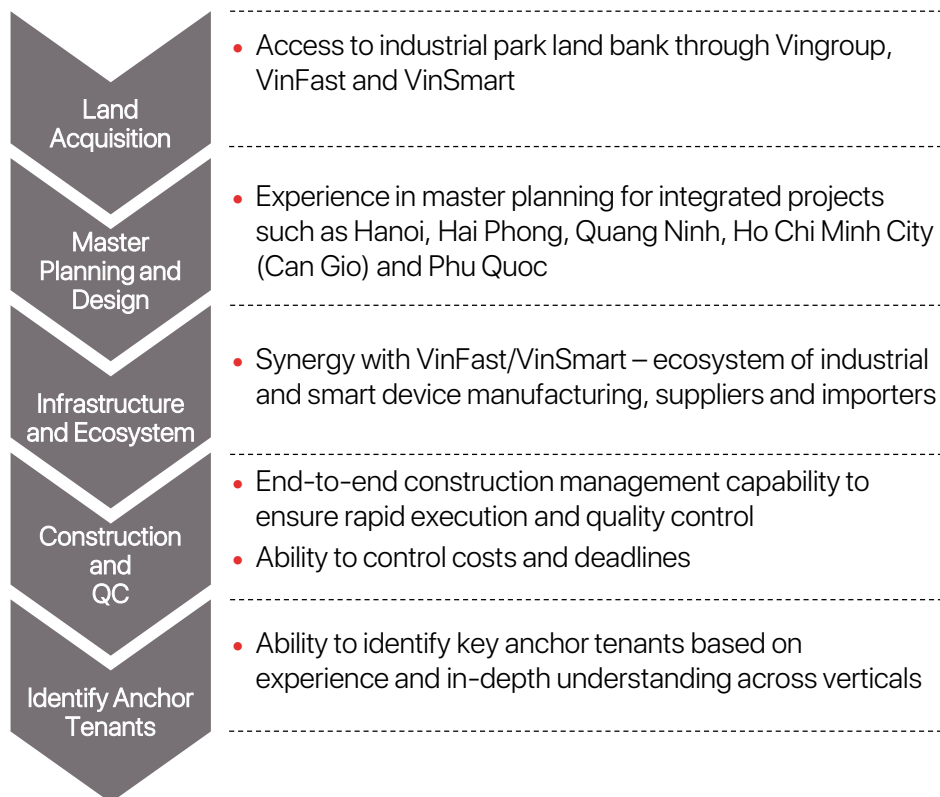 Land
Acquisition
• Access to industrial park land bank through Vingroup,
VinFast and VinSmart
Master
Planning and
Design
• Experience in master planning for integrated projects
such as Hanoi, Hai Phong, Quang Ninh, Ho Chi Minh City
(Can Gio) and Phu Quoc
Infrastructure
and Ecosystem
• Synergy with VinFast/VinSmart – ecosystem of industrial
and smart device manufacturing, suppliers and importers
Construction
and
QC
• End-to-end construction management capability to
ensure rapid execution and quality control
• Ability to control costs and deadlines
Identify Anchor
Tenants
• Ability to identify key anchor tenants based on
experience and in-depth understanding across verticals